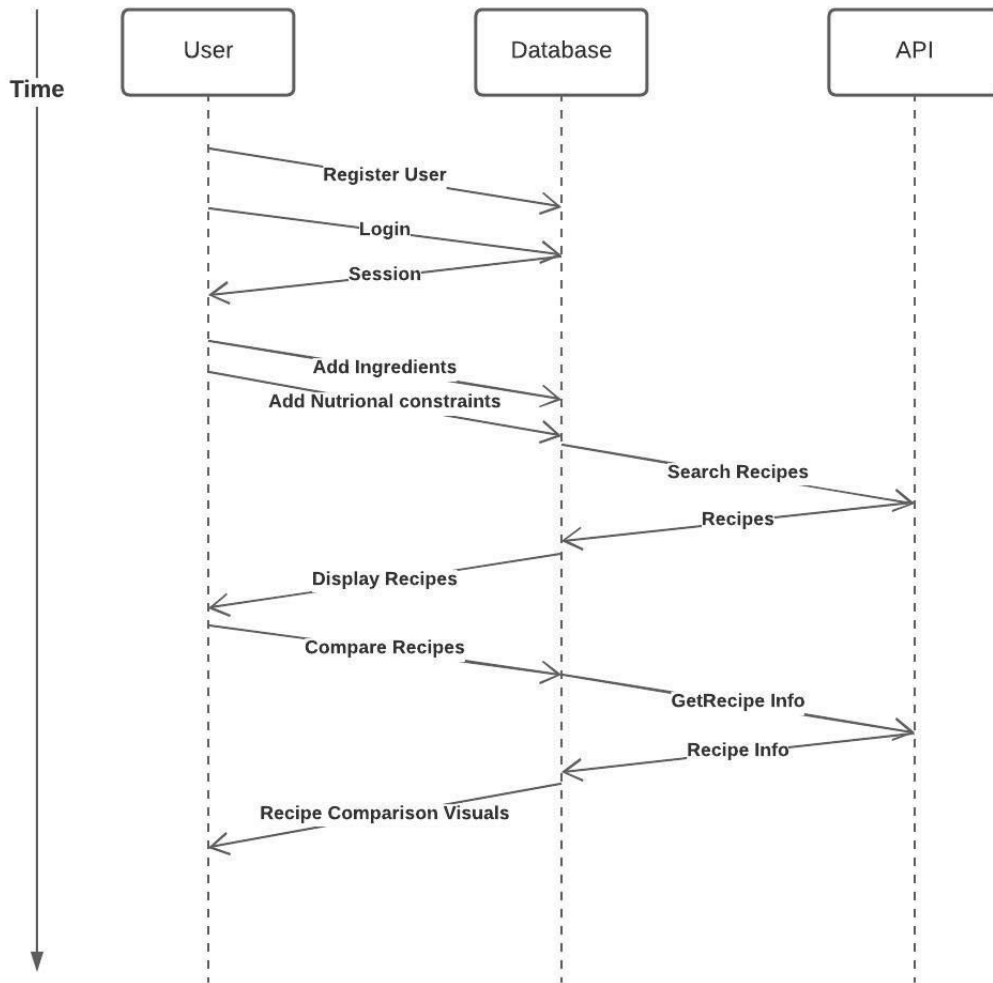 User
Database
API
Time
Register User
Login
Session
Add Ingredients
Add Nutrional constraints
Search Recipes
Recipes
Display Recipes
Compare Recipes
GetRecipe Info
Recipe Info
Recipe Comparison Visuals